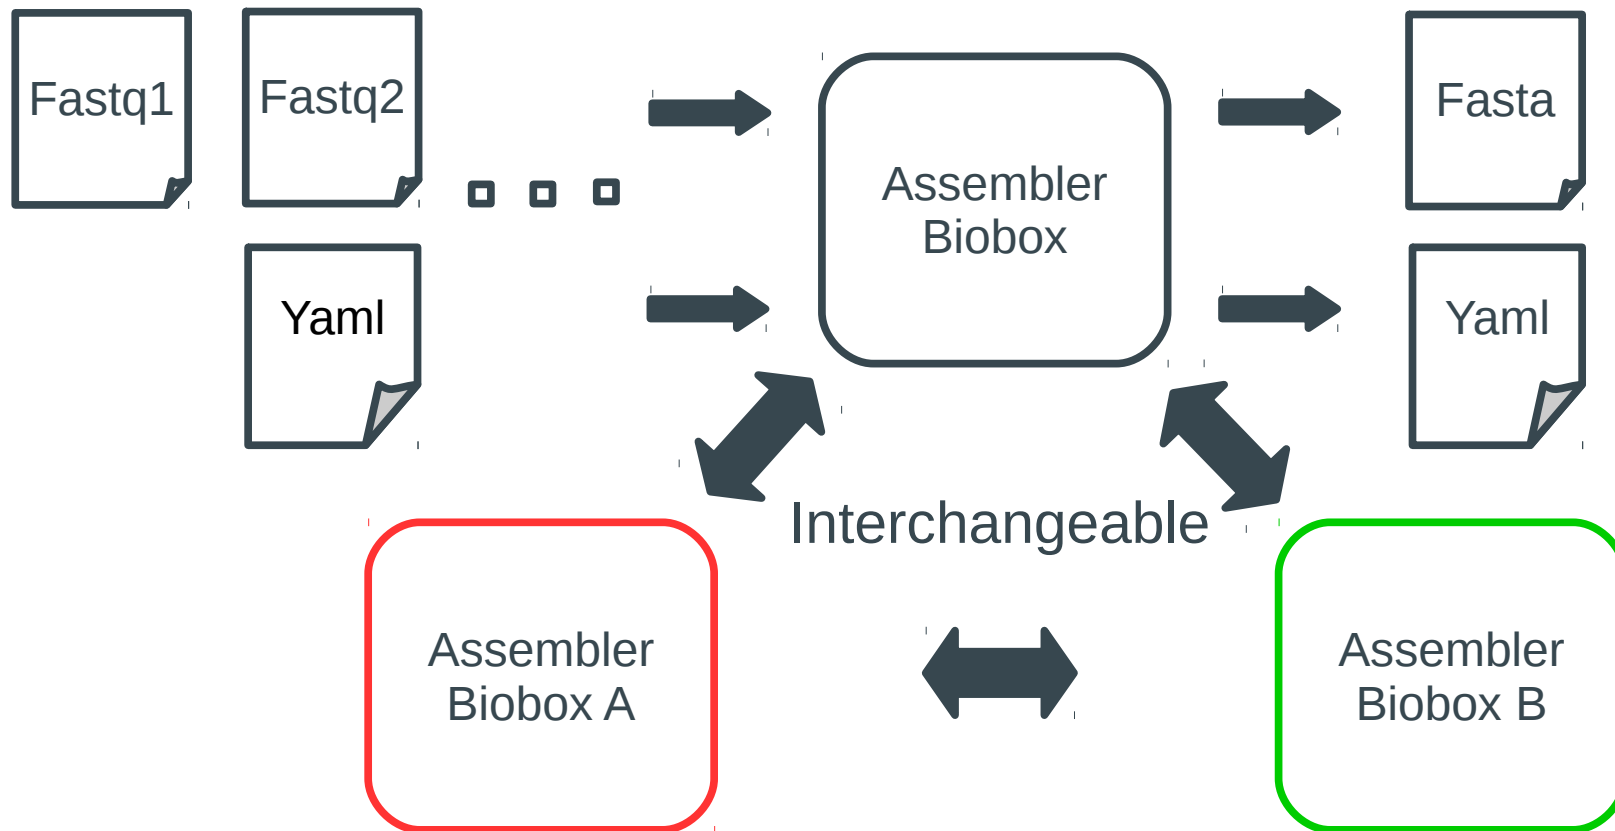 Fastq1
Fastq2
Fasta
Assembler
Biobox
Yaml
Yaml
Interchangeable
Assembler
Biobox A
Assembler
Biobox B